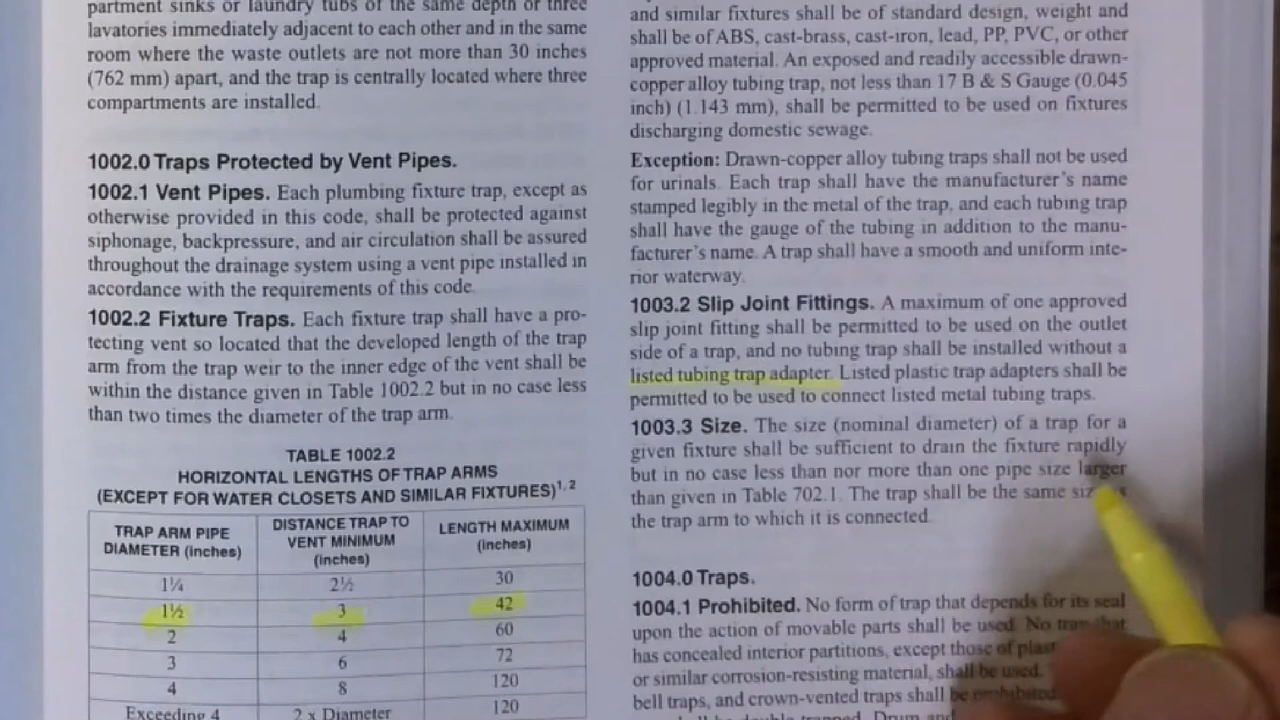 partment sinks or laundry tubs of the same depth or three
lavatories immediately adjacent to each other and in the same
room where the waste outlets are not more than 30 inches
(762 mm) apart, and the trap is centrally located where three
compartments are installed.
1002.0 Traps Protected by Vent Pipes.
1002.1 Vent Pipes. Each plumbing fixture trap, except as
otherwise provided in this code, shall be protected against
siphonage, backpressure, and air circulation shall be assured
throughout the drainage system using a vent pipe installed in
accordance with the requirements of this code.
1002.2 Fixture Traps. Each fixture trap shall have a pro-
tecting vent so located that the developed length of the trap
arm from the trap weir to the inner edge of the vent shall be
within the distance given in Table 1002.2 but in no case less
than two times the diameter of the trap arm.
TABLE 1002.2
HORIZONTAL LENGTHS OF TRAP ARMS
(EXCEPT FOR WATER CLOSETS AND SIMILAR FIXTURES)1, 2
TRAP ARM PIPE DIAMETER (inches) DISTANCE TRAP TO VENT MINIMUM (inches) LENGTH MAXIMUM (inches)
1¼ 2½ 30
1½ 3 42
2 4 60
3 6 72
4 8 120
Exceeding 4 2 x Diameter 120
and similar fixtures shall be of standard design, weight and
shall be of ABS, cast-brass, cast-iron, lead, PP, PVC, or other
approved material. An exposed and readily accessible drawn-
copper alloy tubing trap, not less than 17 B & S Gauge (0.045
inch) (1.143 mm), shall be permitted to be used on fixtures
discharging domestic sewage.
Exception: Drawn-copper alloy tubing traps shall not be used
for urinals. Each trap shall have the manufacturer's name
stamped legibly in the metal of the trap, and each tubing trap
shall have the gauge of the tubing in addition to the manu-
facturer's name. A trap shall have a smooth and uniform inte-
rior waterway.
1003.2 Slip Joint Fittings. A maximum of one approved
slip joint fitting shall be permitted to be used on the outlet
side of a trap, and no tubing trap shall be installed without a
listed tubing trap adapter. Listed plastic trap adapters shall be
permitted to be used to connect listed metal tubing traps.
1003.3 Size. The size (nominal diameter) of a trap for a
given fixture shall be sufficient to drain the fixture rapidly
but in no case less than nor more than one pipe size larger
than given in Table 702.1. The trap shall be the same
the trap arm to which it is connected.
1004.0 Traps.
1004.1 Prohibited. No form of trap that depends for its seal
upon the action of movable parts shall be used. No trap that
has concealed interior partitions, except those of
or similar corrosion-resisting material, shall be used.
bell traps, and crown-vented traps shall be prohibited.
trapped. Drum and